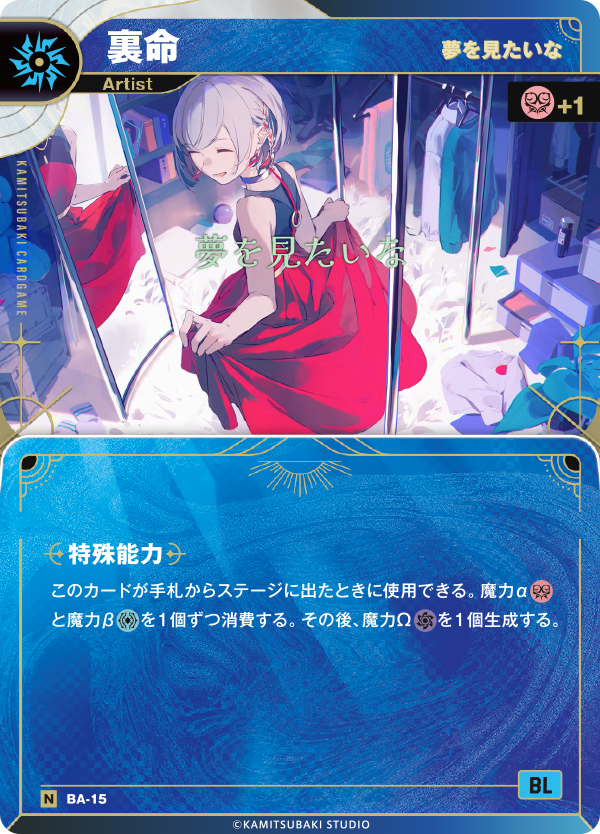 裏命
夢を見たいな
Artist
+1
KAMITSUBAKI CARDGAME
夢を見たいな
特殊能力
このカードが手札からステージに出たときに使用できる。魔力α
と魔力βを1個ずつ消費する。その後、魔力Ωを1個生成する。
BL
N BA-15
©KAMITSUBAKI STUDIO